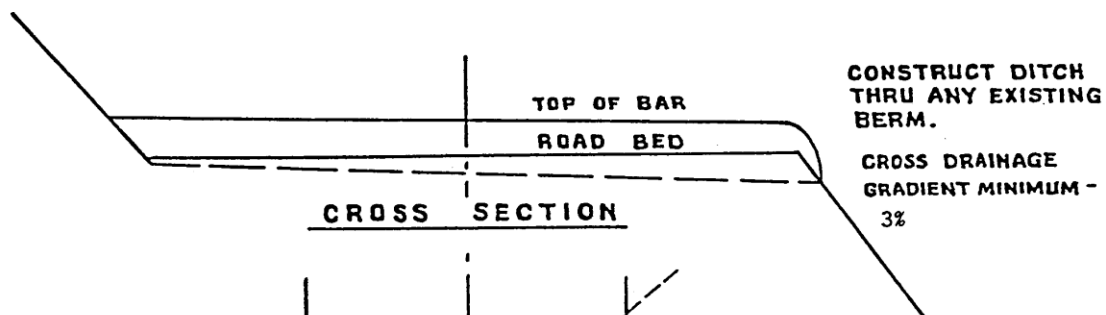 TOP OF BAR
ROAD BED
CROSS SECTION
CONSTRUCT DITCH
THRU ANY EXISTING
BERM.
CROSS DRAINAGE
GRADIENT MINIMUM -
3%